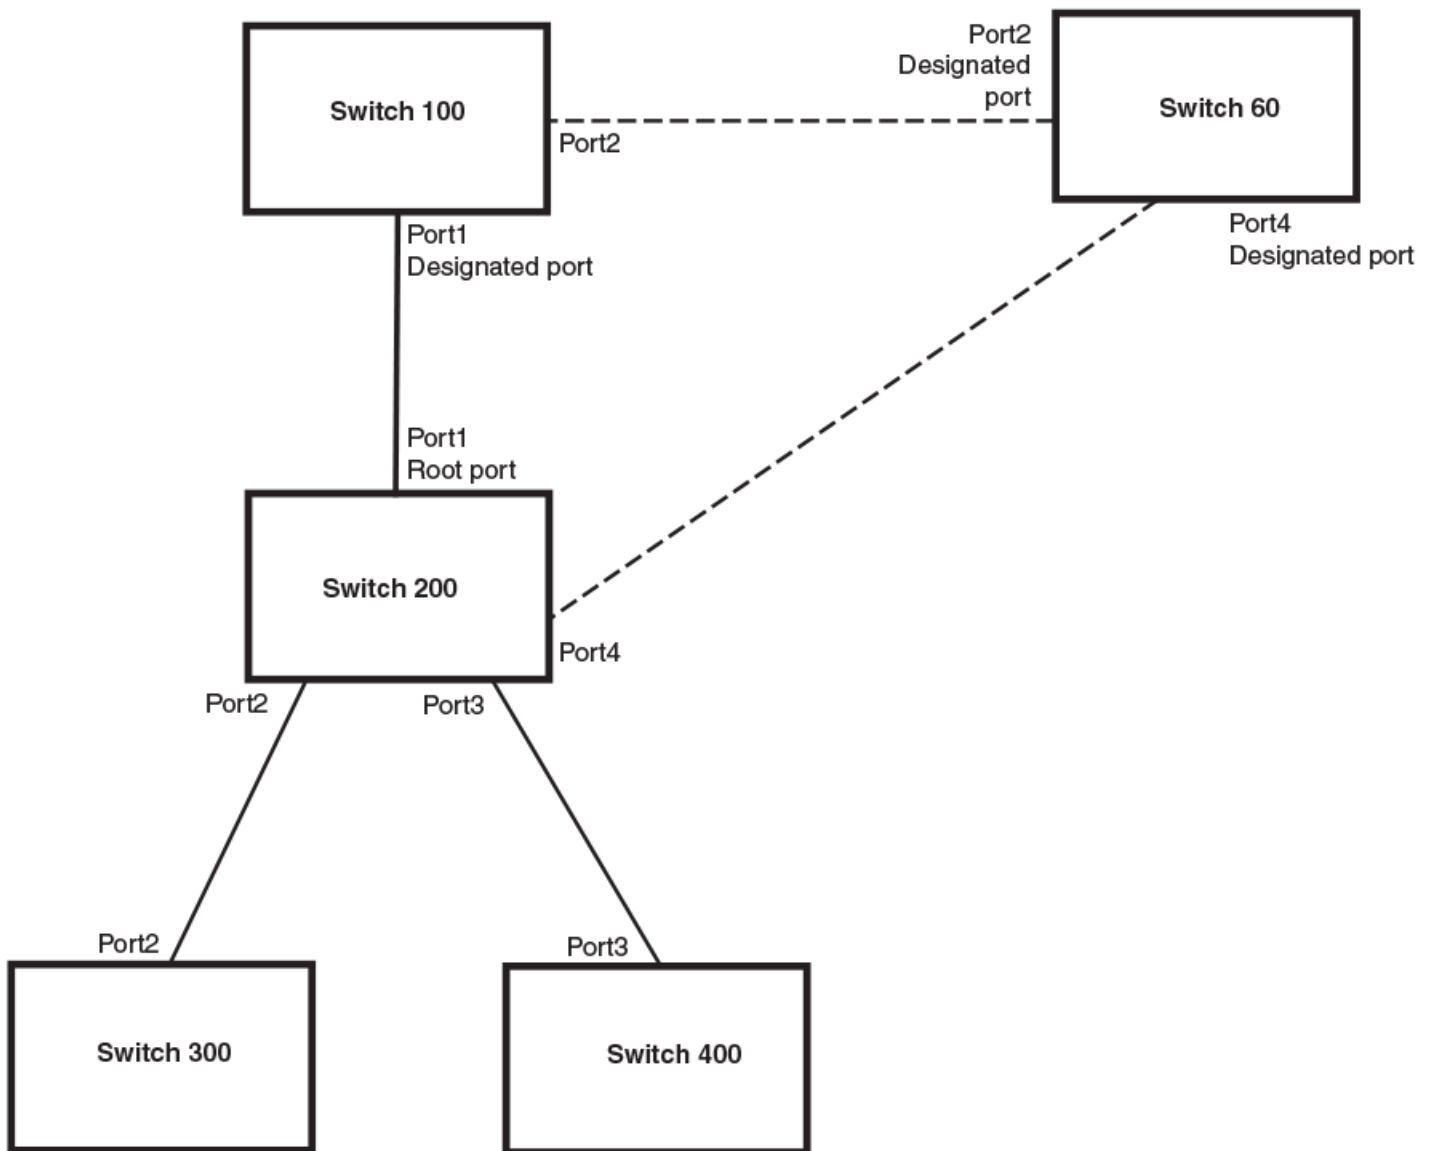 Switch 100
Port2
Designated
port
Switch 60
Port2
Port1
Designated port
Port4
Designated port
Port1
Root port
Switch 200
Port4
Port2
Port3
Port2
Port3
Switch 300
Switch 400